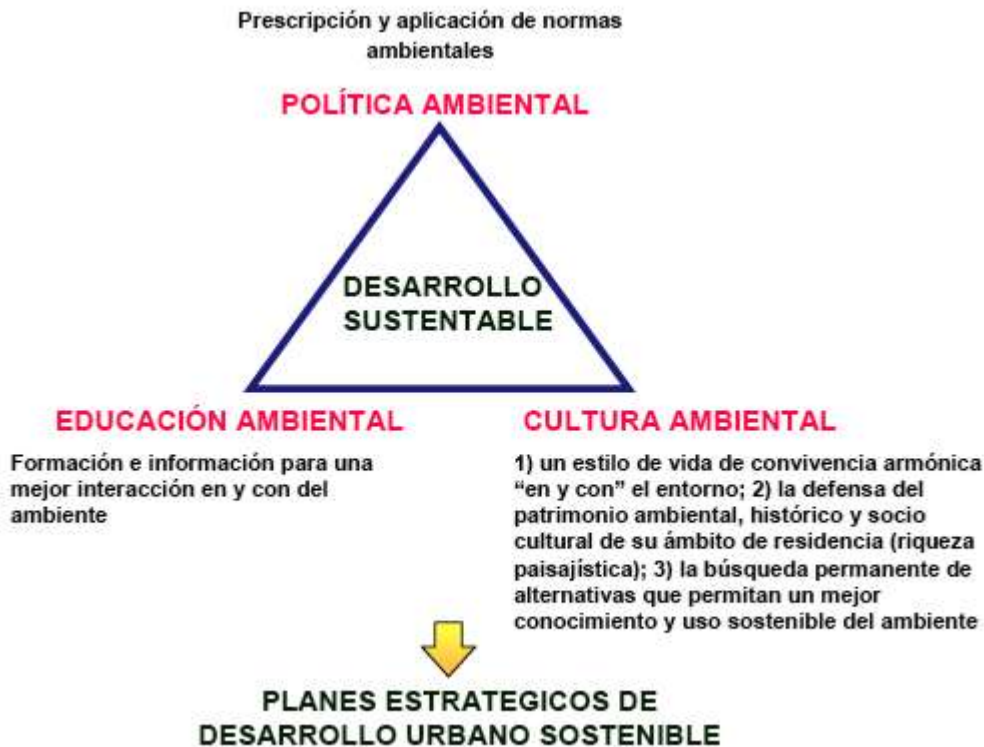 Prescripción y aplicación de normas
ambientales
POLÍTICA AMBIENTAL
DESARROLLO
SUSTENTABLE
EDUCACIÓN AMBIENTAL
Formación e información para una
mejor interacción en y con del
ambiente
CULTURA AMBIENTAL
1) un estilo de vida de convivencia armónica
“en y con” el entorno; 2) la defensa del
patrimonio ambiental, histórico y socio
cultural de su ámbito de residencia (riqueza
paisajística); 3) la búsqueda permanente de
alternativas que permitan un mejor
conocimiento y uso sostenible del ambiente
PLANES ESTRATEGICOS DE
DESARROLLO URBANO SOSTENIBLE